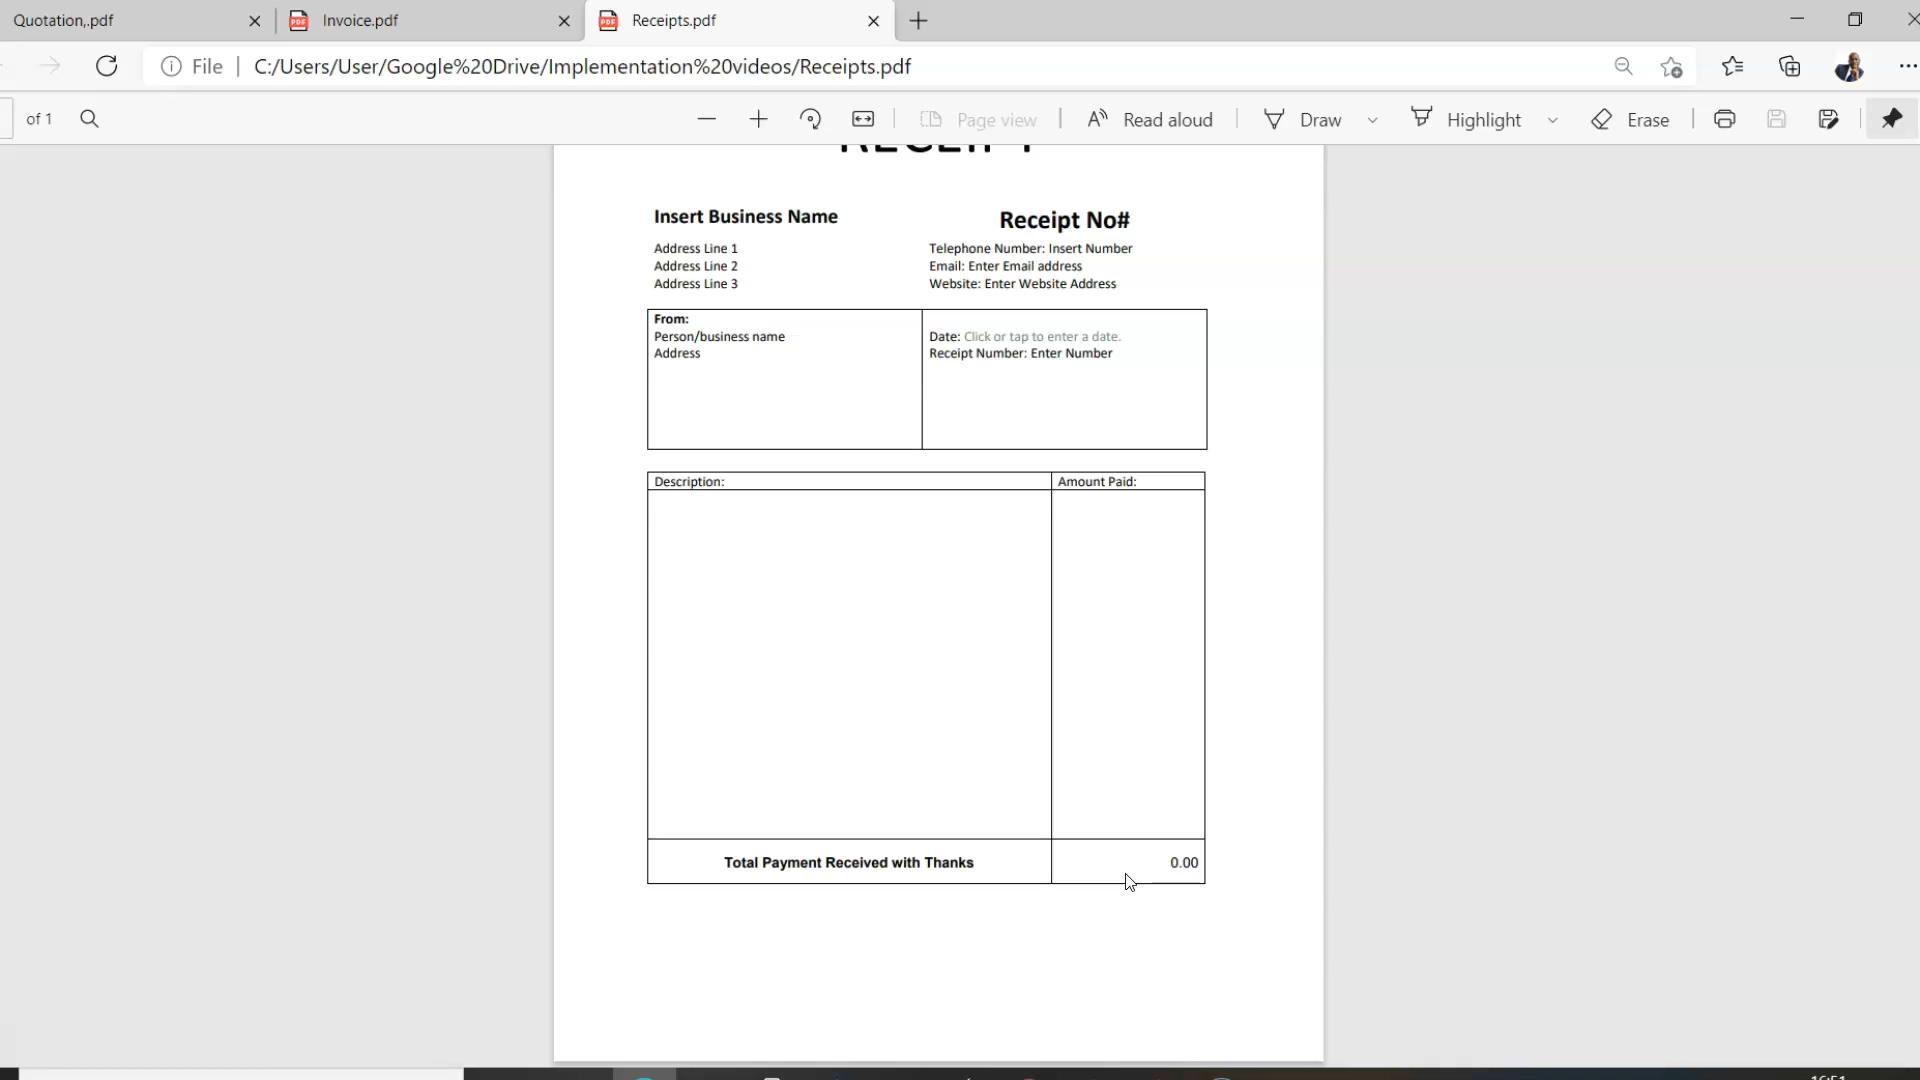 Quotation,.pdf
Invoice.pdf
Receipts.pdf
File
C:/Users/User/Google%20Drive/Implementation%20videos/Receipts.pdf
of 1
Page view
Read aloud
Draw
Highlight
Erase
RECEIPT
Insert Business Name
Receipt No#
Address Line 1
Telephone Number: Insert Number
Address Line 2
Email: Enter Email address
Address Line 3
Website: Enter Website Address
From:
Person/business name
Date: Click or tap to enter a date.
Address
Receipt Number: Enter Number
Description:
Amount Paid:
Total Payment Received with Thanks
0.00
16:51